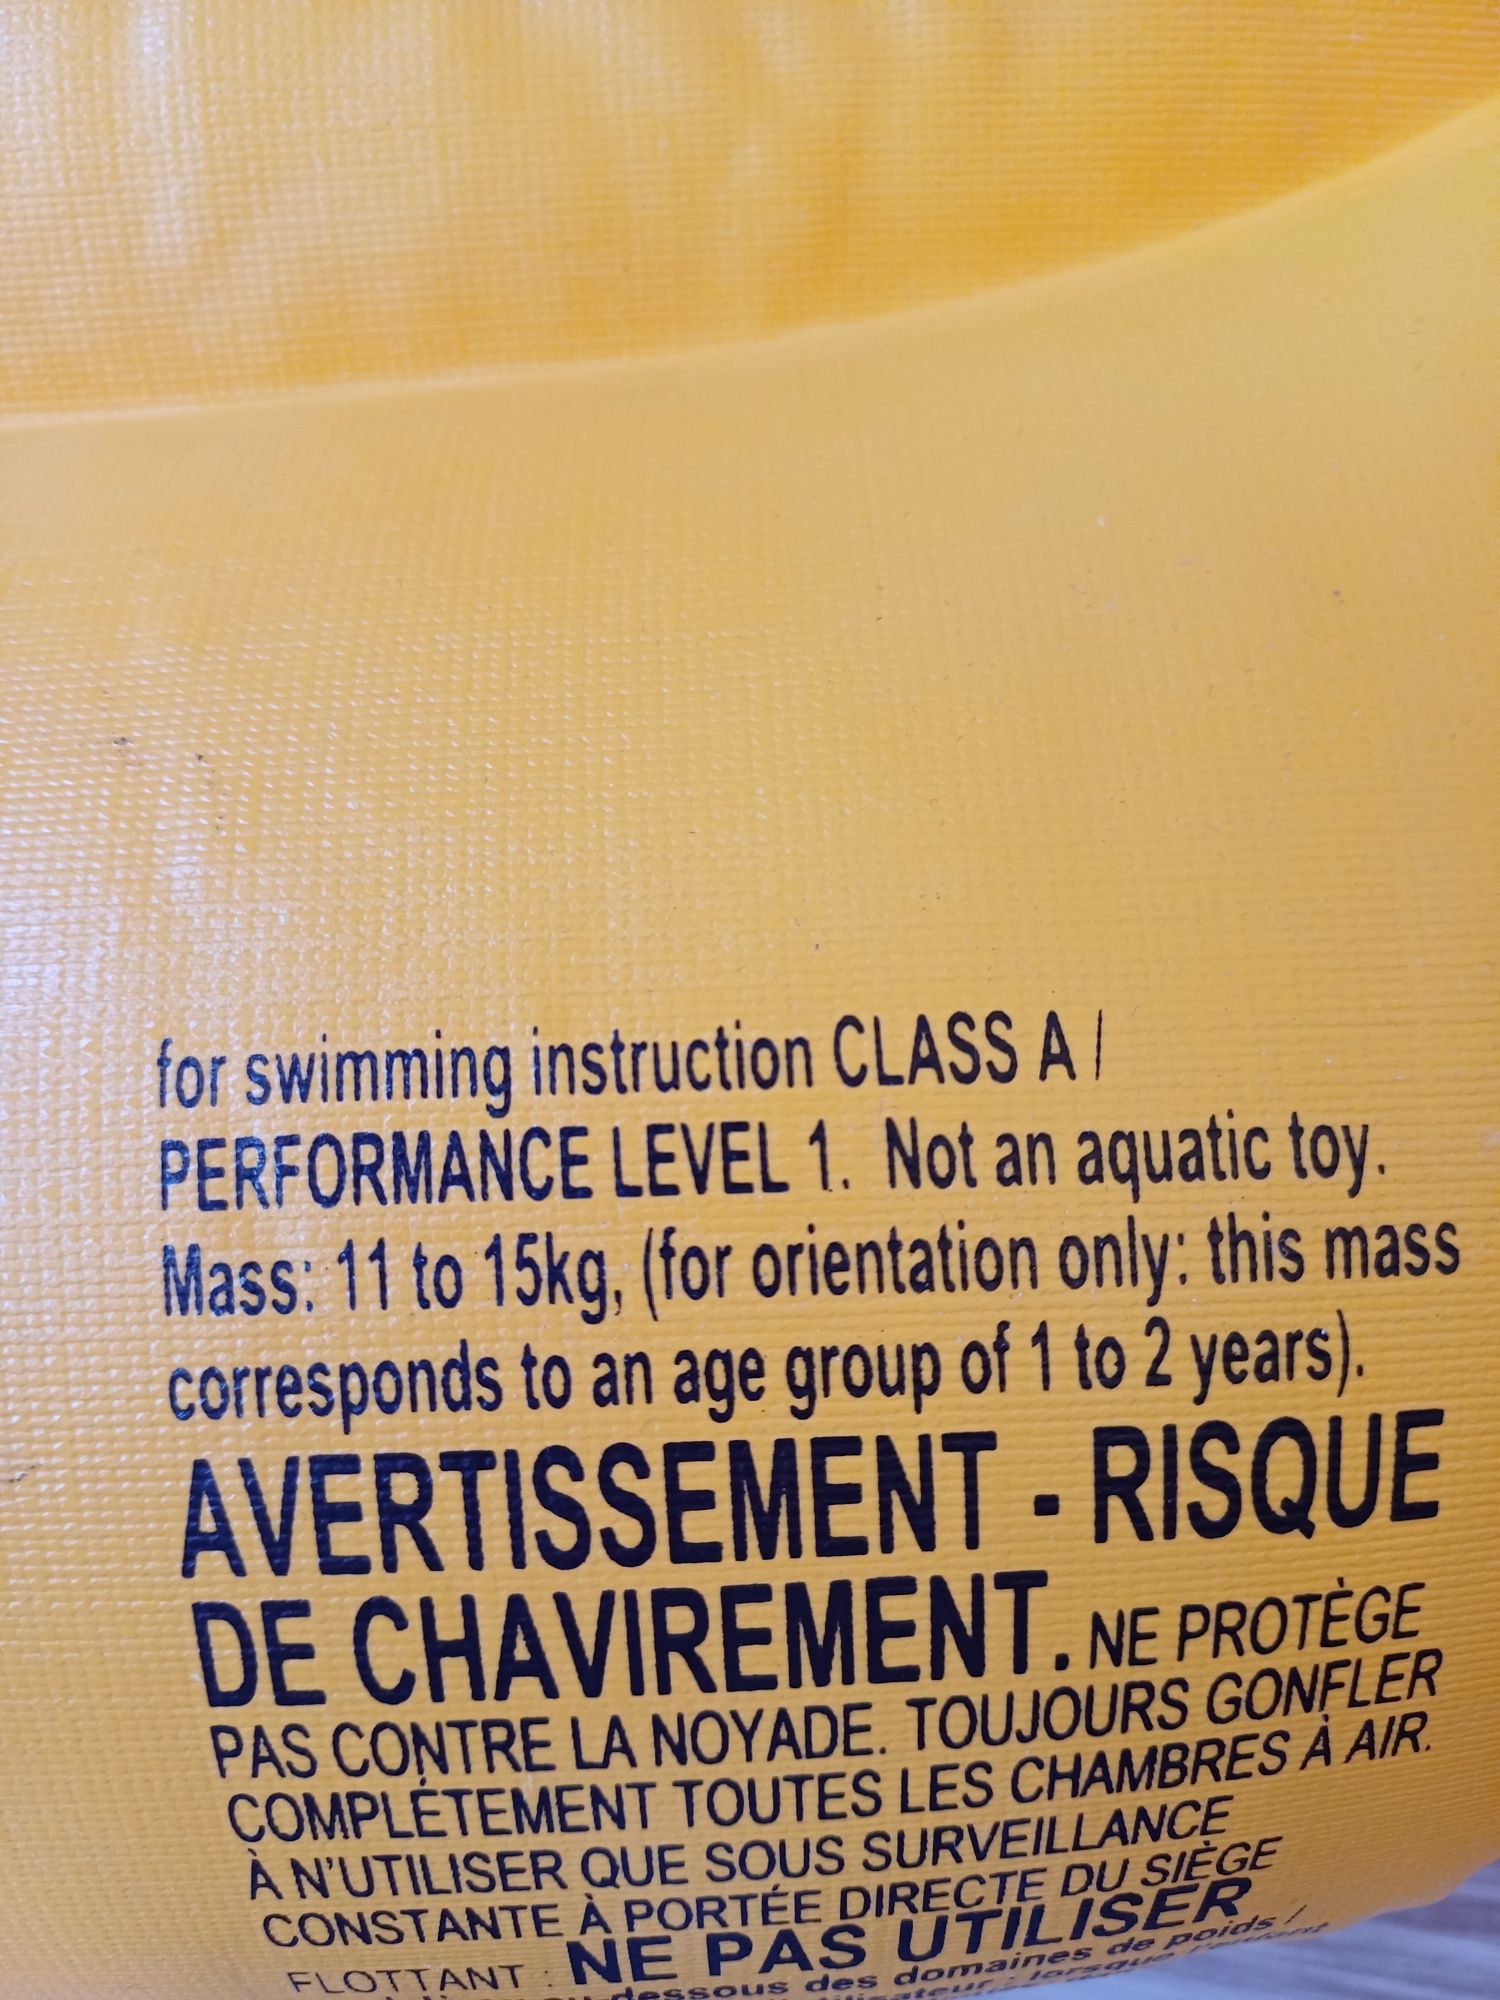 for swimming instruction CLASS A /
PERFORMANCE LEVEL 1. Not an aquatic toy.
Mass: 11 to 15kg, (for orientation only: this mass
corresponds to an age group of 1 to 2 years).
AVERTISSEMENT - RISQUE
DE CHAVIREMENT. NE PROTÈGE
PAS CONTRE LA NOYADE. TOUJOURS GONFLER
COMPLÉTEMENT TOUTES LES CHAMBRES À AIR.
À N'UTILISER QUE SOUS SURVEILLANCE
CONSTANTE À PORTÉE DIRECTE DU SIÈGE
FLOTTANT : NE PAS UTILISER
dessous des domaines de poids /
lorsque